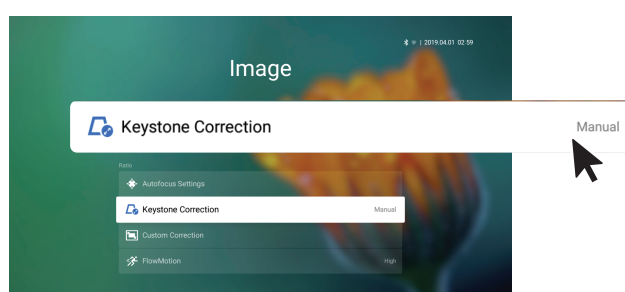 2019.04.01 02:59
Image
Keystone Correction Manual
Ratio
Autofocus Settings
Keystone Correction Manual
Custom Correction
FlowMotion High